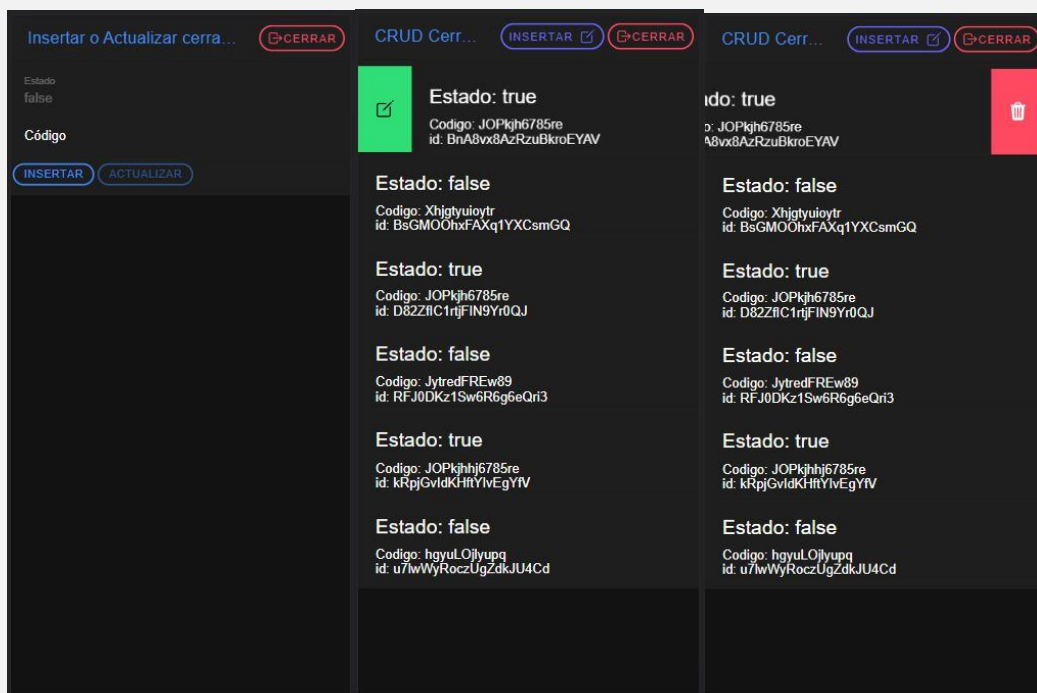 Insertar o Actualizar cerra...
CERRAR
Estado
false
Código
INSERTAR
ACTUALIZAR
CRUD Cerr...
INSERTAR
CERRAR
Estado: true
Codigo: JOPkjh6785re
id: BnA8vx8AzRzuBkroEYAV
Estado: false
Codigo: Xhjgtyuioytr
id: BsGMOOhxFAXq1YXCsmGQ
Estado: true
Codigo: JOPkjh6785re
id: D82ZflC1rtjFlN9Yr0QJ
Estado: false
Codigo: JytredFREw89
id: RFJ0DKz1Sw6R6g6eQri3
Estado: true
Codigo: JOPkjhhj6785re
id: kRpjGvldKHftYlvEgYfV
Estado: false
Codigo: hgyuLOjlyupq
id: u7lwWyRoczUgZdkJU4Cd
CRUD Cerr...
INSERTAR
CERRAR
do: true
o: JOPkjh6785re
A8vx8AzRzuBkroEYAV
Estado: false
Codigo: Xhjgtyuioytr
id: BsGMOOhxFAXq1YXCsmGQ
Estado: true
Codigo: JOPkjh6785re
id: D82ZflC1rtjFlN9Yr0QJ
Estado: false
Codigo: JytredFREw89
id: RFJ0DKz1Sw6R6g6eQri3
Estado: true
Codigo: JOPkjhhj6785re
id: kRpjGvldKHftYlvEgYfV
Estado: false
Codigo: hgyuLOjlyupq
id: u7lwWyRoczUgZdkJU4Cd